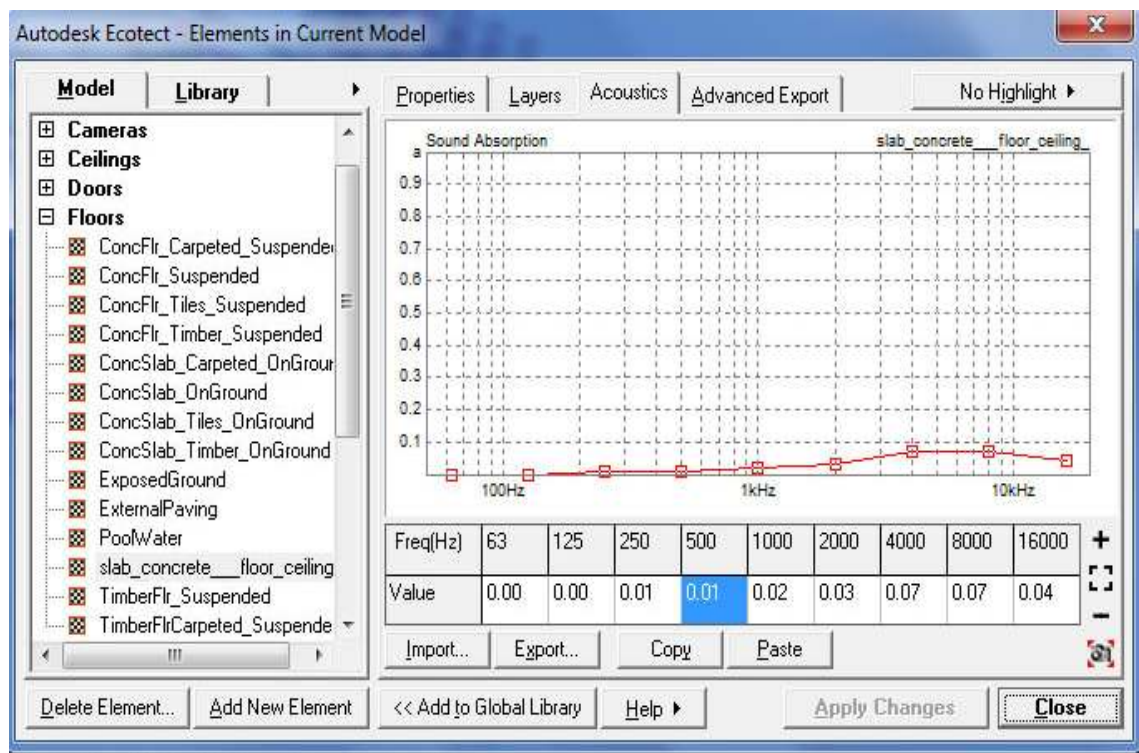 Autodesk Ecotect - Elements in Current Model
X
Model Library
Properties Layers Acoustics Advanced Export No Highlight
Cameras
Ceilings
Doors
Floors
ConcFlr_Carpeted_Suspende
ConcFlr_Suspended
ConcFlr_Tiles_Suspended
ConcFlr_Timber_Suspended
ConcSlab_Carpeted_OnGrour
ConcSlab_OnGround
ConcSlab_Tiles_OnGround
ConcSlab_Timber_OnGround
ExposedGround
ExternalPaving
PoolWater
slab_concrete___floor_ceiling
TimberFlr_Suspended
TimberFlrCarpeted_Suspende
Sound Absorption slab_concrete___floor_ceiling_
a
0.9
0.8
0.7
0.6
0.5
0.4
0.3
0.2
0.1
100Hz 1kHz 10kHz
Freq(Hz) 63 125 250 500 1000 2000 4000 8000 16000
Value 0.00 0.00 0.01 0.01 0.02 0.03 0.07 0.07 0.04
Import... Export... Copy Paste
Delete Element... Add New Element << Add to Global Library Help Apply Changes Close